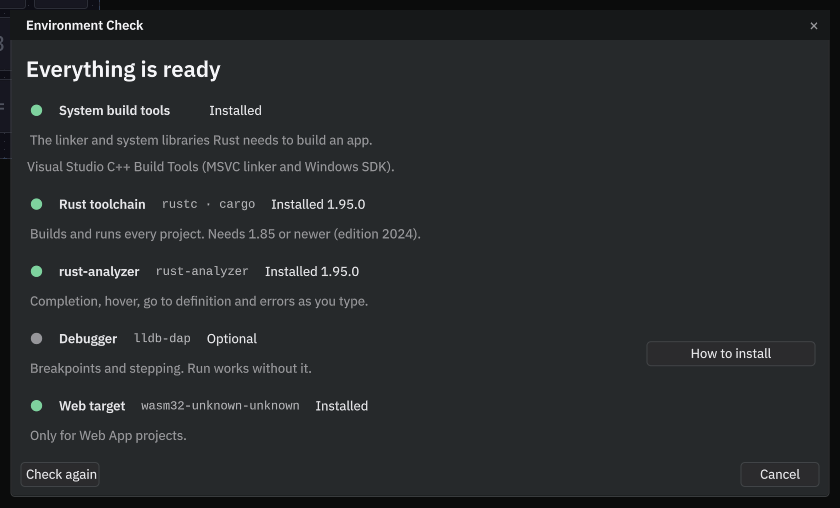 Environment Check
×
Everything is ready
System build tools Installed
The linker and system libraries Rust needs to build an app.
Visual Studio C++ Build Tools (MSVC linker and Windows SDK).
Rust toolchain rustc · cargo Installed 1.95.0
Builds and runs every project. Needs 1.85 or newer (edition 2024).
rust-analyzer rust-analyzer Installed 1.95.0
Completion, hover, go to definition and errors as you type.
Debugger lldb-dap Optional
How to install
Breakpoints and stepping. Run works without it.
Web target wasm32-unknown-unknown Installed
Only for Web App projects.
Check again Cancel